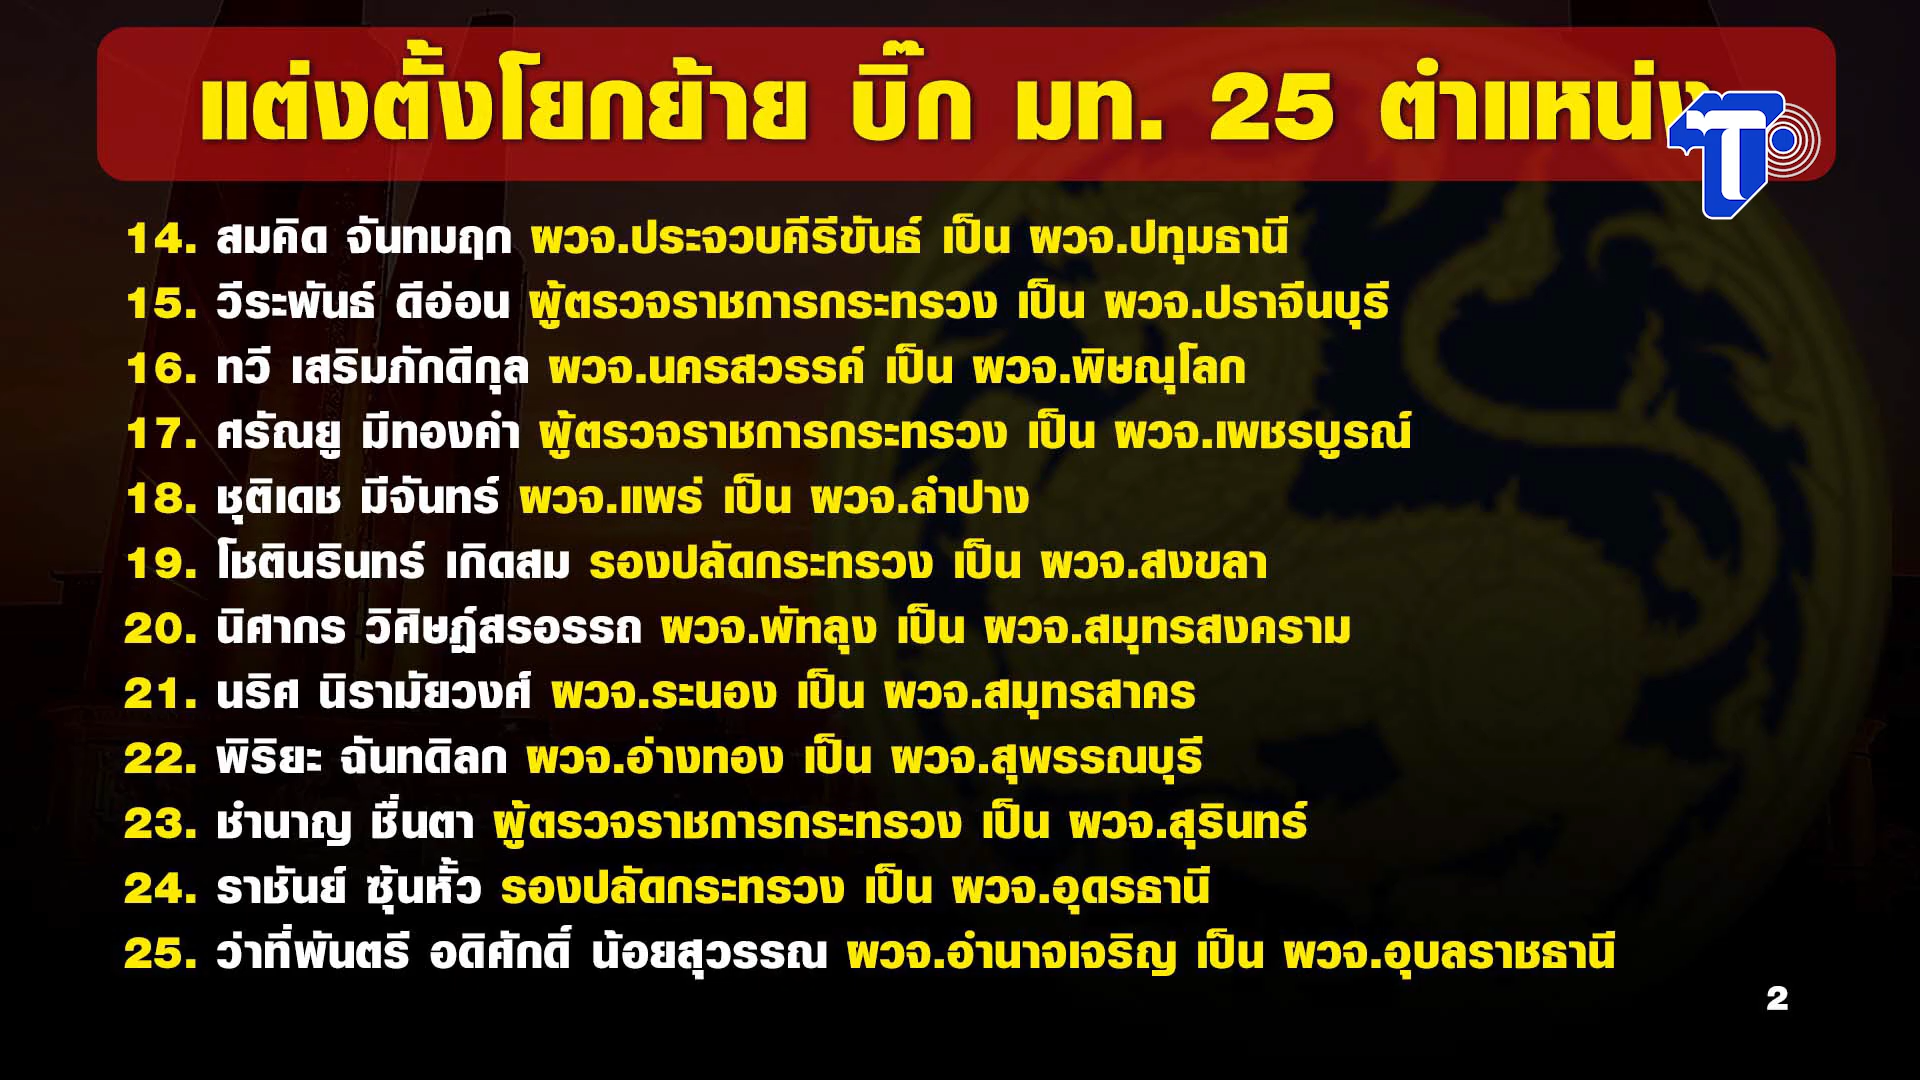 แต่งตั้งโยกย้าย บิ๊ก มท. 25 ตำแหน่ง
T
14. สมคิด จันทมฤก ผวจ.ประจวบคีรีขันธ์ เป็น ผวจ.ปทุมธานี
15. วีระพันธ์ ดีอ่อน ผู้ตรวจราชการกระทรวง เป็น ผวจ.ปราจีนบุรี
16. ทวี เสริมภักดีกุล ผวจ.นครสวรรค์ เป็น ผวจ.พิษณุโลก
17. ศรัณยู มีทองคำ ผู้ตรวจราชการกระทรวง เป็น ผวจ.เพชรบูรณ์
18. ชุติเดช มีจันทร์ ผวจ.แพร่ เป็น ผวจ.ลำปาง
19. โชตินรินทร์ เกิดสม รองปลัดกระทรวง เป็น ผวจ.สงขลา
20. นิศากร วิศิษฏ์สรอรรถ ผวจ.พัทลุง เป็น ผวจ.สมุทรสงคราม
21. นริศ นิรามัยวงศ์ ผวจ.ระนอง เป็น ผวจ.สมุทรสาคร
22. พิริยะ ฉันทดิลก ผวจ.อ่างทอง เป็น ผวจ.สุพรรณบุรี
23. ชำนาญ ชื่นตา ผู้ตรวจราชการกระทรวง เป็น ผวจ.สุรินทร์
24. ราชันย์ ซุ้นหั้ว รองปลัดกระทรวง เป็น ผวจ.อุดรธานี
25. ว่าที่พันตรี อดิศักดิ์ น้อยสุวรรณ ผวจ.อำนาจเจริญ เป็น ผวจ.อุบลราชธานี
2